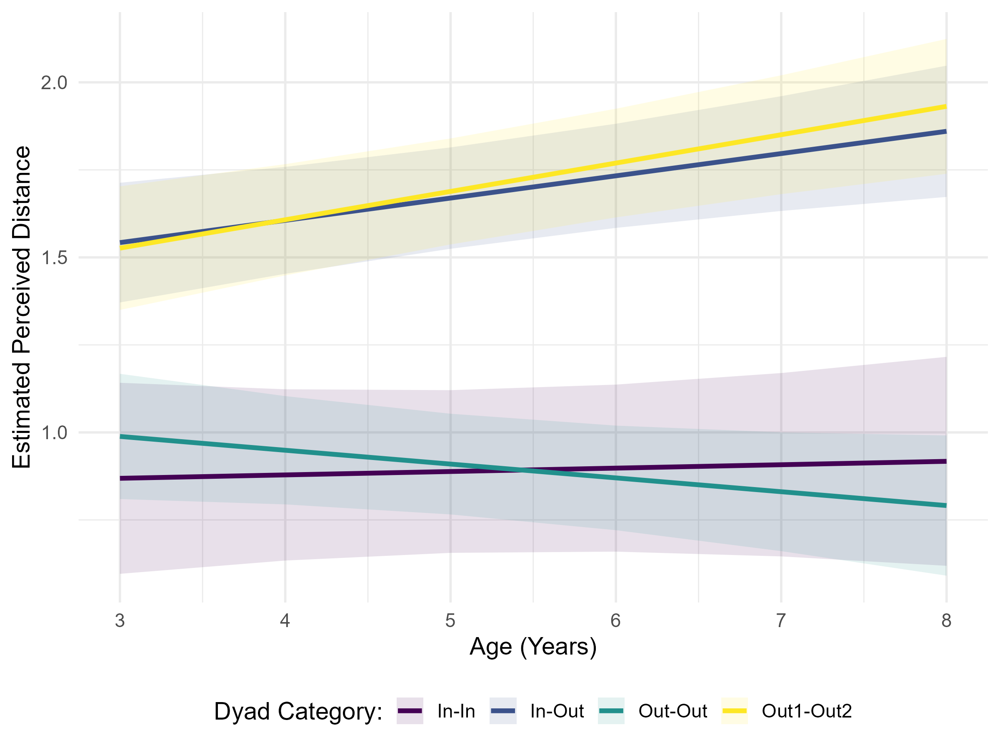 Estimated Perceived Distance
2.0
1.5
1.0
3 4 5 6 7 8
Age (Years)
Dyad Category: In-In In-Out Out-Out Out1-Out2